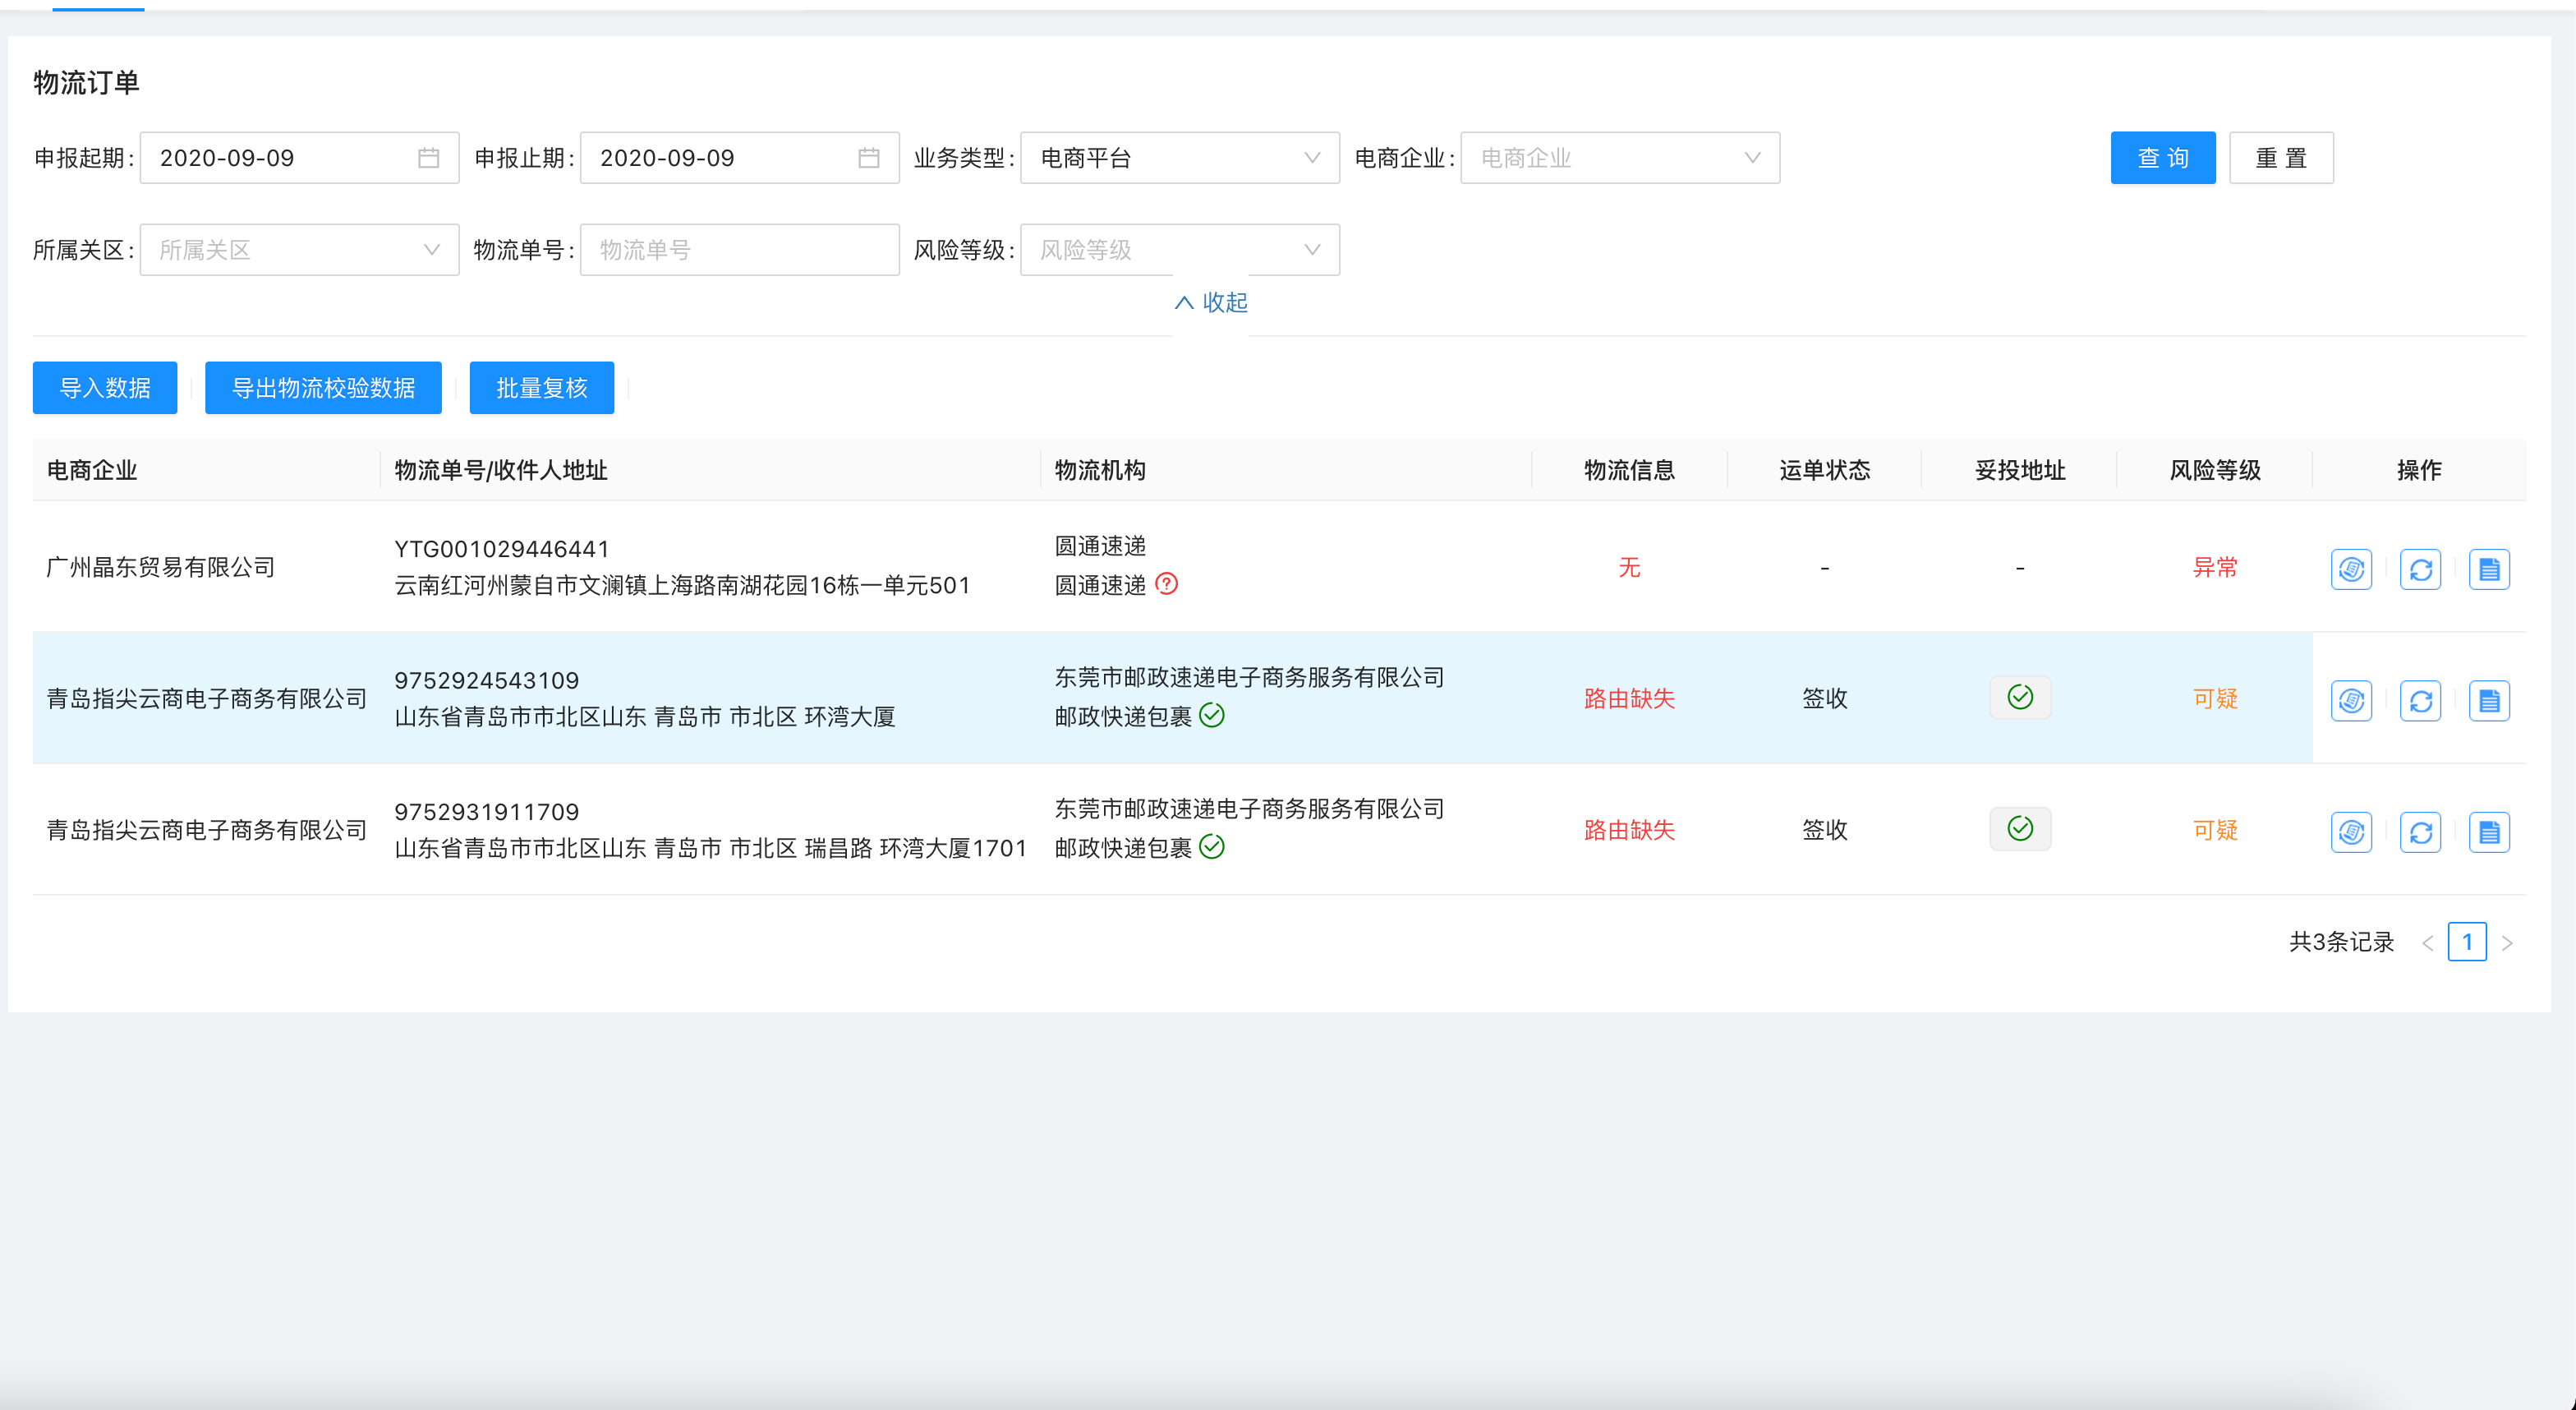 物流订单
申报起期: 2020-09-09 申报止期: 2020-09-09 业务类型: 电商平台 电商企业: 电商企业 查 询 重 置
所属关区: 所属关区 物流单号: 物流单号 风险等级: 风险等级
收起
导入数据 导出物流校验数据 批量复核
电商企业 物流单号/收件人地址 物流机构 物流信息 运单状态 妥投地址 风险等级 操作
广州晶东贸易有限公司
YTG001029446441
云南红河州蒙自市文澜镇上海路南湖花园16栋一单元501
圆通速递
圆通速递
无 - - 异常
青岛指尖云商电子商务有限公司
9752924543109
山东省青岛市市北区山东 青岛市 市北区 环湾大厦
东莞市邮政速递电子商务服务有限公司
邮政快递包裹
路由缺失 签收 可疑
青岛指尖云商电子商务有限公司
9752931911709
山东省青岛市市北区山东 青岛市 市北区 瑞昌路 环湾大厦1701
东莞市邮政速递电子商务服务有限公司
邮政快递包裹
路由缺失 签收 可疑
共3条记录 < 1 >